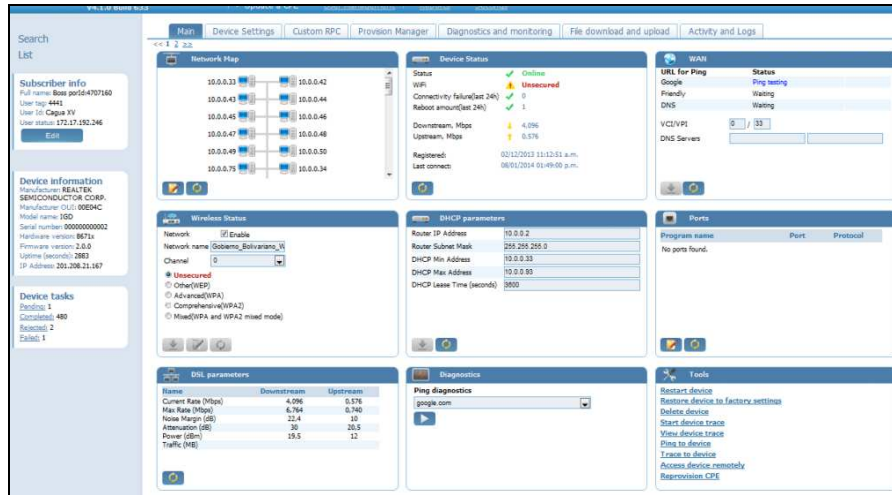 V4.1.0 Build 633
Main Device Settings Custom RPC Provision Manager Diagnostics and monitoring File download and upload Activity and Logs
<< 1 2 >>
Search
List
Subscriber info
Full name: Boss porId:4707160
User tag: 4441
User Id: Cagua XV
User status: 172.17.192.246
Edit
Device information
Manufacturer: REALTEK
SEMICONDUCTOR CORP.
Manufacturer OUI: 00E04C
Model name: IGD
Serial number: 000000000002
Hardware version: 8671x
Firmware version: 2.0.0
Uptime (seconds): 2883
IP Address: 201.208.21.167
Device tasks
Pending: 1
Completed: 480
Rejected: 2
Failed: 1
Network Map
10.0.0.33 10.0.0.42
10.0.0.43 10.0.0.44
10.0.0.45 10.0.0.46
10.0.0.47 10.0.0.48
10.0.0.49 10.0.0.50
10.0.0.75 10.0.0.34
Device Status
Status Online
WiFi Unsecured
Connectivity failure(last 24h) 0
Reboot amount(last 24h) 1
Downstream, Mbps 4.096
Upstream, Mbps 0.576
Registered: 02/12/2013 11:12:51 a.m.
Last connect: 08/01/2014 01:49:00 p.m.
WAN
URL for Ping Status
Google Ping testing
Friendly Waiting
DNS Waiting
VCI/VPI 0 / 33
DNS Servers
Wireless Status
Network Enable
Network name Gobierno_Bolivariano_W
Channel 0
Unsecured
Other(WEP)
Advanced(WPA)
Comprehensive(WPA2)
Mixed(WPA and WPA2 mixed mode)
DHCP parameters
Router IP Address 10.0.0.2
Router Subnet Mask 255.255.255.0
DHCP Min Address 10.0.0.33
DHCP Max Address 10.0.0.93
DHCP Lease Time (seconds) 3600
Ports
Program name Port Protocol
No ports found.
DSL parameters
Name Downstream Upstream
Current Rate (Mbps) 4.096 0.576
Max Rate (Mbps) 6.764 0.740
Noise Margin (dB) 22.4 10
Attenuation (dB) 30 20.5
Power (dBm) 19.5 12
Traffic (MB)
Diagnostics
Ping diagnostics
google.com
Tools
Restart device
Restore device to factory settings
Delete device
Start device trace
View device trace
Ping to device
Trace to device
Access device remotely
Reprovision CPE